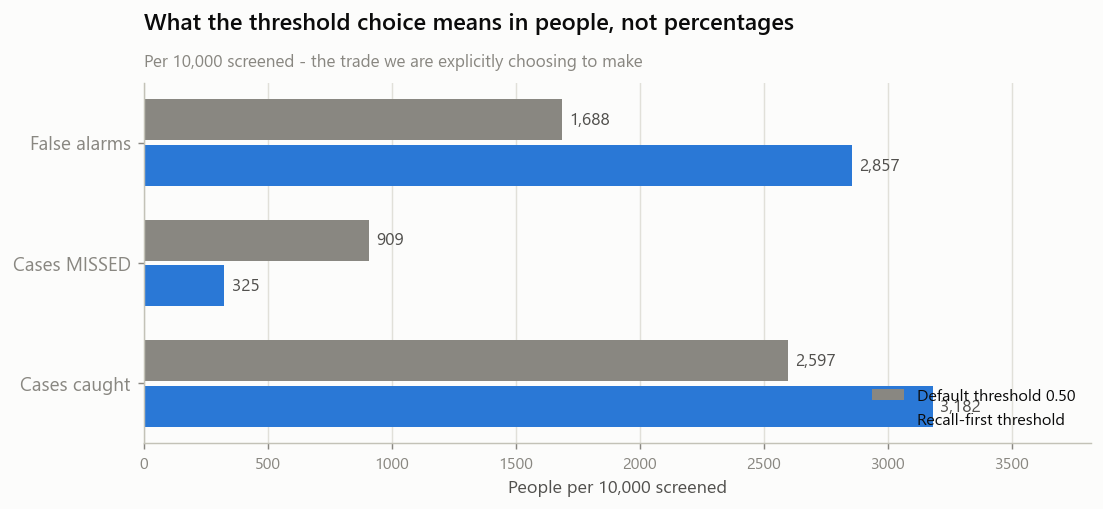 What the threshold choice means in people, not percentages
Per 10,000 screened - the trade we are explicitly choosing to make
False alarms
1,688
2,857
Cases MISSED
909
325
Cases caught
2,597
3,182
Default threshold 0.50
Recall-first threshold
0 500 1000 1500 2000 2500 3000 3500
People per 10,000 screened